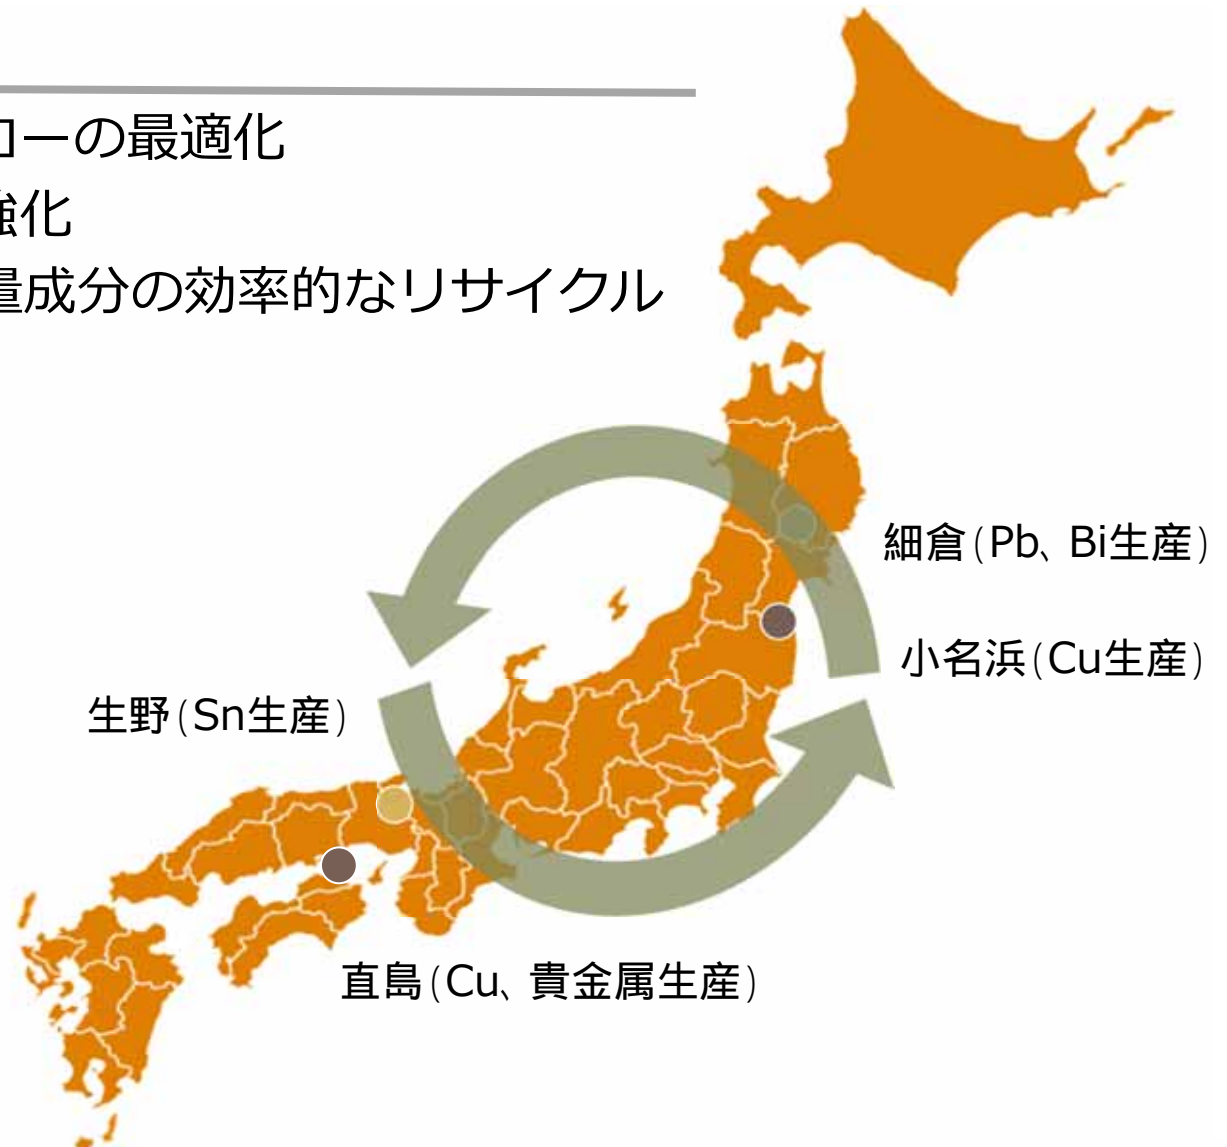 ローの最適化
強化
量成分の効率的なリサイクル
細倉(Pb、Bi生産)
小名浜(Cu生産)
生野(Sn生産)
直島(Cu、貴金属生産)